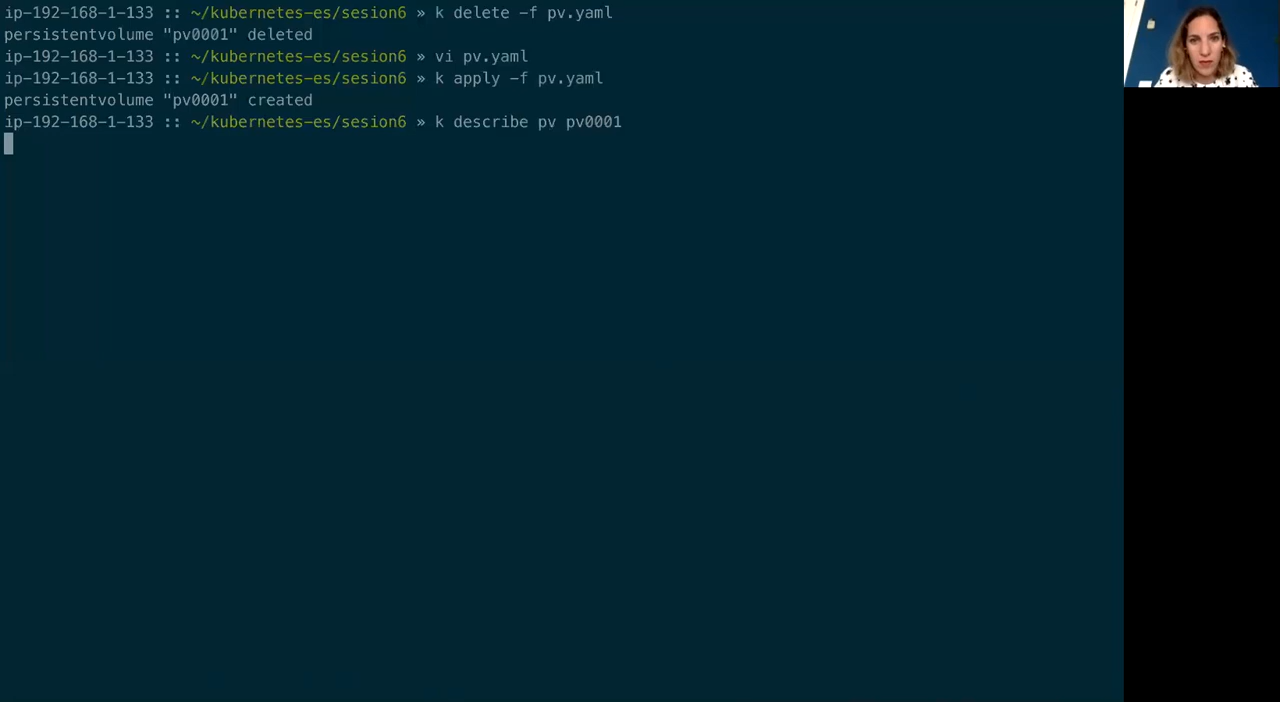 ip-192-168-1-133 :: ~/kubernetes-es/sesion6 » k delete -f pv.yaml
persistentvolume "pv0001" deleted
ip-192-168-1-133 :: ~/kubernetes-es/sesion6 » vi pv.yaml
ip-192-168-1-133 :: ~/kubernetes-es/sesion6 » k apply -f pv.yaml
persistentvolume "pv0001" created
ip-192-168-1-133 :: ~/kubernetes-es/sesion6 » k describe pv pv0001